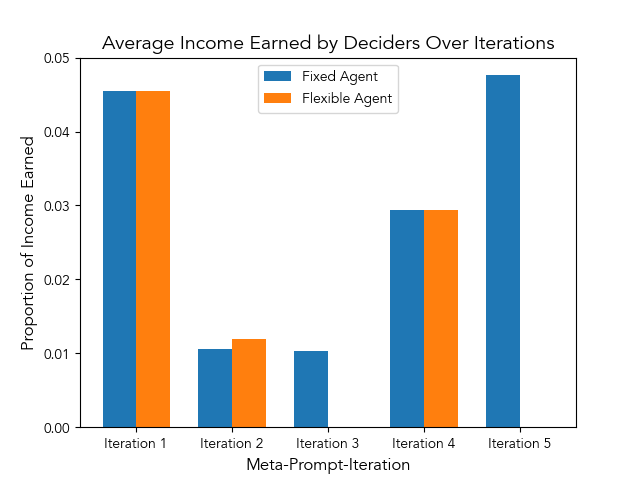 Average Income Earned by Deciders Over Iterations
Fixed Agent
Flexible Agent
Proportion of Income Earned
0.05
0.04
0.03
0.02
0.01
0.00
Iteration 1
Iteration 2
Iteration 3
Iteration 4
Iteration 5
Meta-Prompt-Iteration